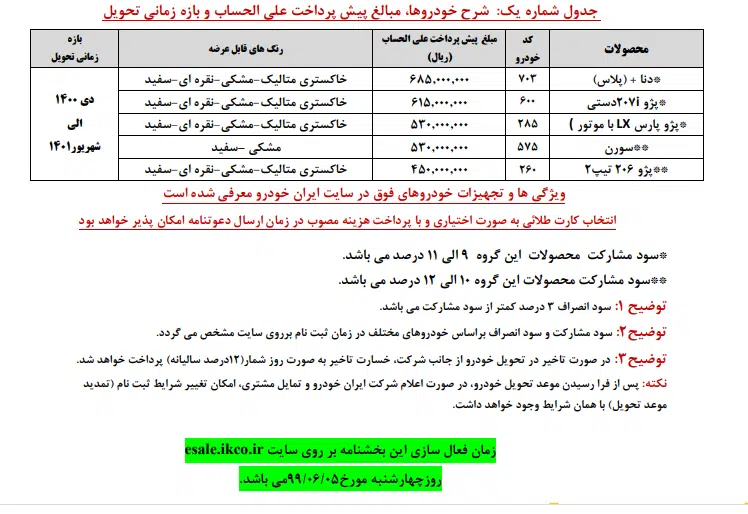 جدول شماره یک: شرح خودروها، مبالغ پیش پرداخت علی الحساب و بازه زمانی تحویل
محصولات کد خودرو مبلغ پیش پرداخت علی الحساب (ریال) رنگ های قابل عرضه بازه زمانی تحویل
*دنا + (پلاس) ۷۰۳ ۶۸۵,۰۰۰,۰۰۰ خاکستری متالیک-مشکی-نقره ای-سفید
*پژو 207iدستی ۶۰۰ ۶۱۵,۰۰۰,۰۰۰ خاکستری متالیک-مشکی-نقره ای-سفید
*پژو پارس LX با موتور ) ۲۸۵ ۵۳۰,۰۰۰,۰۰۰ خاکستری متالیک-مشکی-نقره ای-سفید
**سورن ۵۷۵ ۵۳۰,۰۰۰,۰۰۰ مشکی -سفید
**پژو ۲۰۶ تیپ۲ ۲۶۰ ۴۵۰,۰۰۰,۰۰۰ خاکستری متالیک-مشکی-نقره ای-سفید
دی ۱۴۰۰
الی
شهریور۱۴۰۱
ویژگی ها و تجهیزات خودروهای فوق در سایت ایران خودرو معرفی شده است
انتخاب کارت طلائی به صورت اختیاری و با پرداخت هزینه مصوب در زمان ارسال دعوتنامه امکان پذیر خواهد بود
*سود مشارکت محصولات این گروه ۹ الی ۱۱ درصد می باشد.
**سود مشارکت محصولات این گروه ۱۰ الی ۱۲ درصد می باشد.
توضیح ۱: سود انصراف ۳ درصد کمتر از سود مشارکت می باشد.
توضیح۲: سود مشارکت و سود انصراف براساس خودروهای مختلف در زمان ثبت نام برروی سایت مشخص می گردد.
توضیح۳: در صورت تاخیر در تحویل خودرو از جانب شرکت، خسارت تاخیر به صورت روز شمار(۱۲درصد سالیانه) پرداخت خواهد شد.
نکته: پس از فرا رسیدن موعد تحویل خودرو، در صورت اعلام شرکت ایران خودرو و تمایل مشتری، امکان تغییر شرایط ثبت نام (تمدید
موعد تحویل) با همان شرایط وجود خواهد داشت.
زمان فعال سازی این بخشنامه بر روی سایت esale.ikco.ir
روزچهارشنبه مورخ۹۹/۰۶/۰۵می باشد.